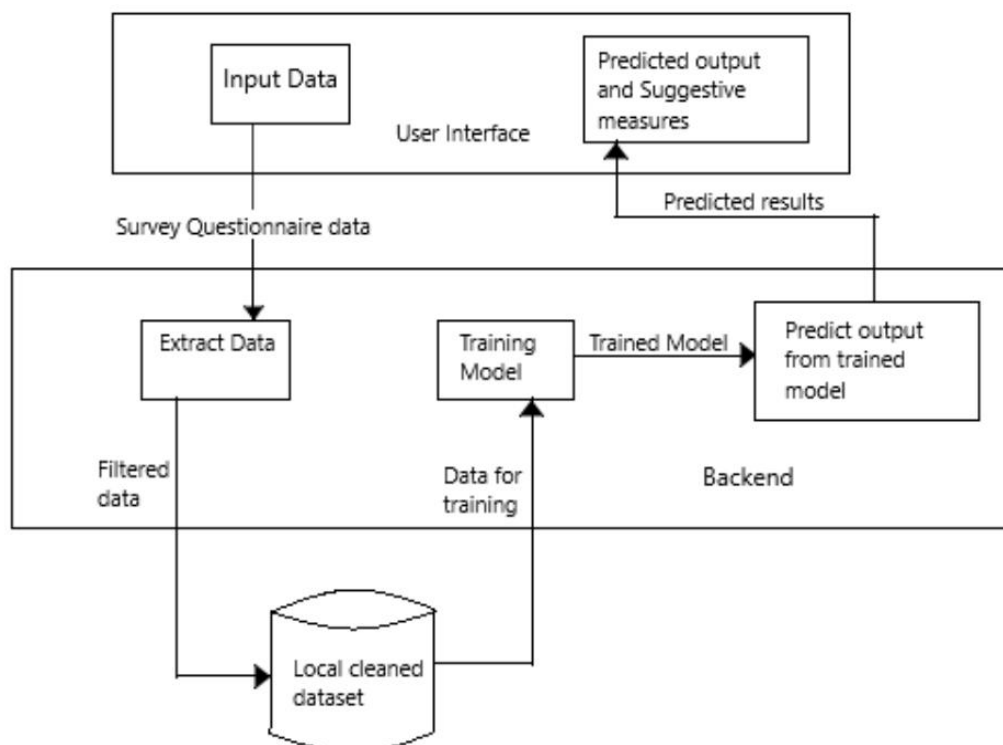 Input Data
Predicted output
and Suggestive
measures
User Interface
Predicted results
Survey Questionnaire data
Extract Data
Training
Model
Trained Model
Predict output
from trained
model
Filtered
data
Data for
training
Backend
Local cleaned
dataset